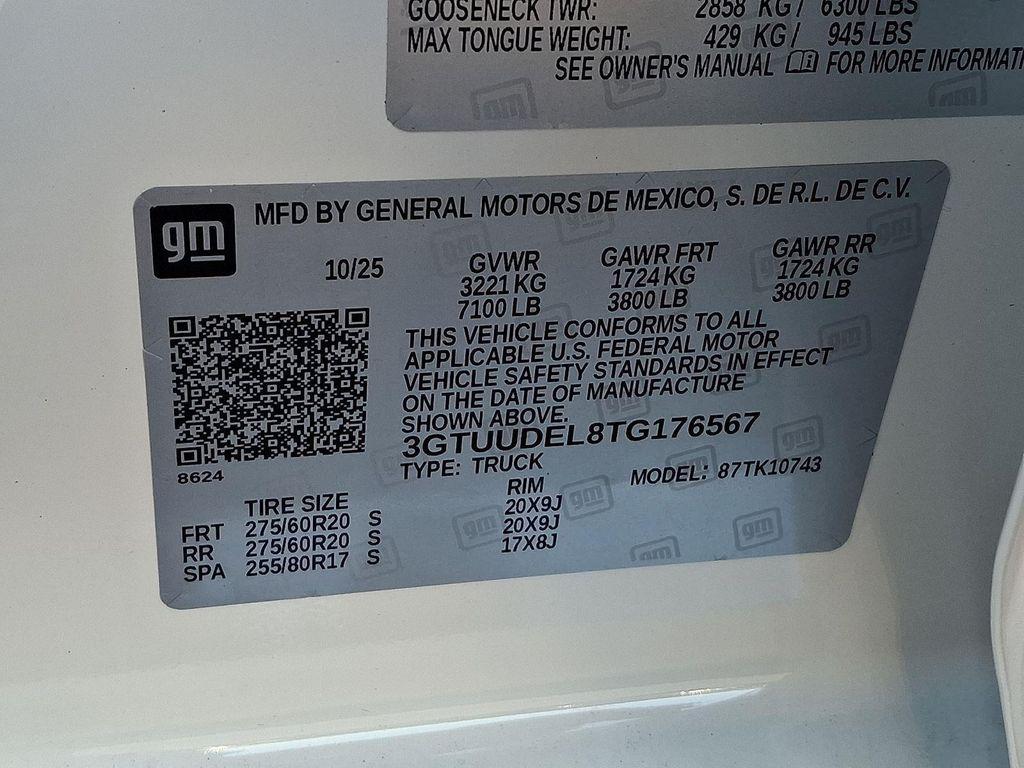 GOOSENECK TWR: 2858 KG / 6300 LBS
MAX TONGUE WEIGHT: 429 KG / 945 LBS
SEE OWNER'S MANUAL FOR MORE INFORMATI
gm
MFD BY GENERAL MOTORS DE MEXICO, S. DE R.L. DE C.V.
10/25 GVWR GAWR FRT GAWR RR
3221 KG 1724 KG 1724 KG
7100 LB 3800 LB 3800 LB
THIS VEHICLE CONFORMS TO ALL
APPLICABLE U.S. FEDERAL MOTOR
VEHICLE SAFETY STANDARDS IN EFFECT
ON THE DATE OF MANUFACTURE
SHOWN ABOVE.
3GTUUDEL8TG176567
8624
TYPE: TRUCK MODEL: 87TK10743
TIRE SIZE RIM
FRT 275/60R20 S 20X9J
RR 275/60R20 S 20X9J
SPA 255/80R17 S 17X8J